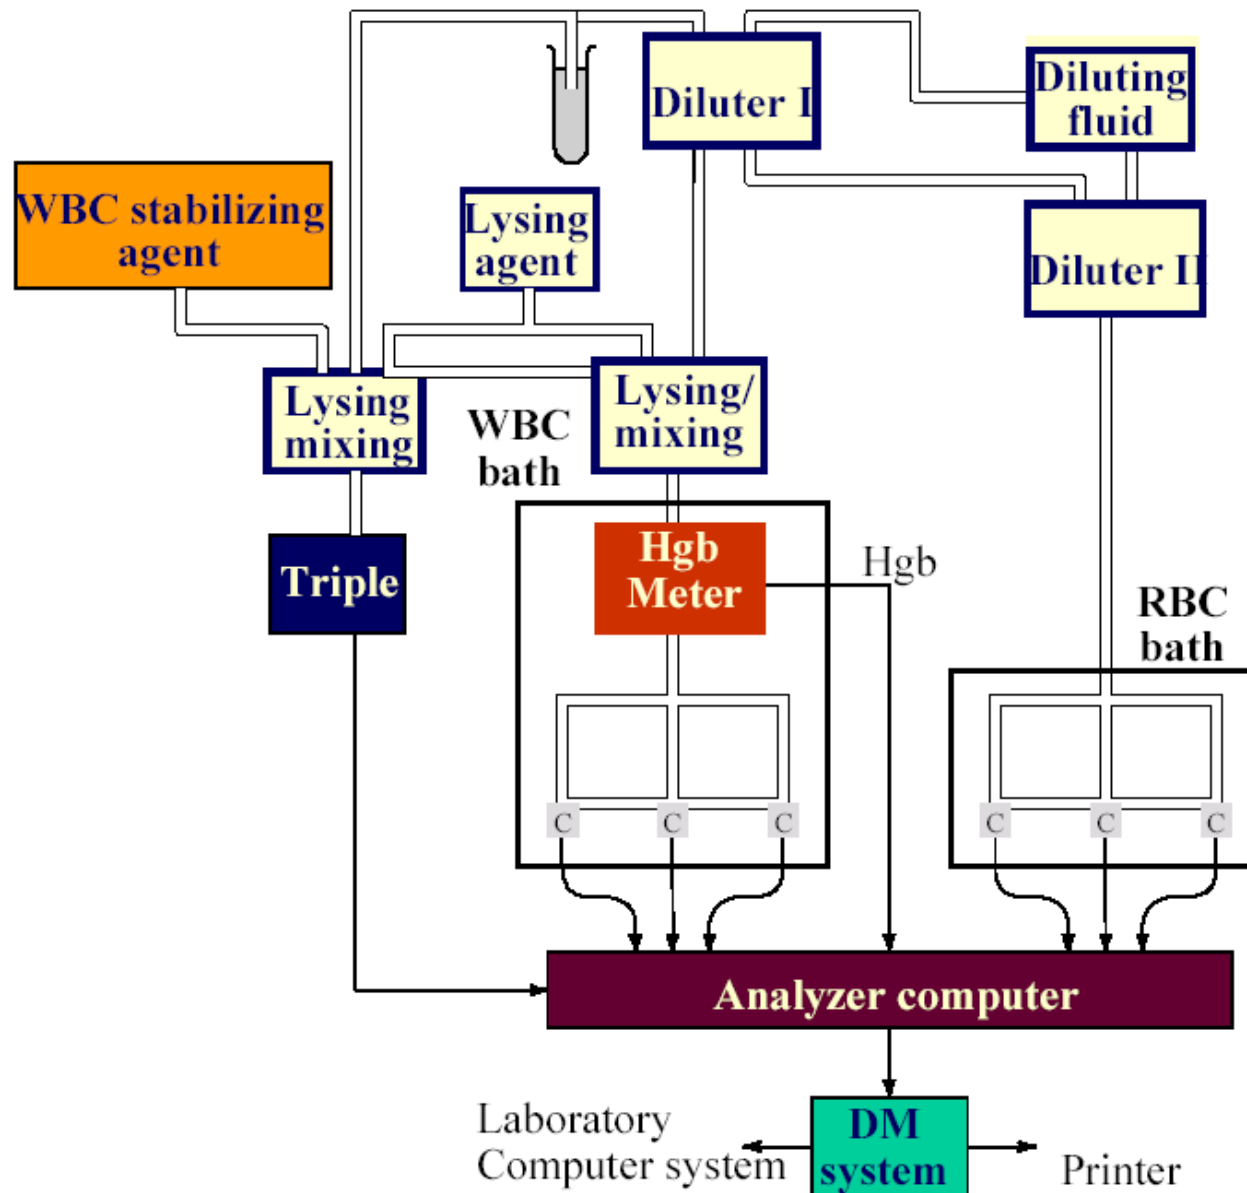 Diluter I
Diluting
fluid
WBC stabilizing
agent
Lysing
agent
Diluter II
Lysing
mixing
WBC
bath
Lysing/
mixing
Triple
Hgb
Meter
Hgb
RBC
bath
C
C
C
C
C
C
Analyzer computer
Laboratory
Computer system
DM
system
Printer